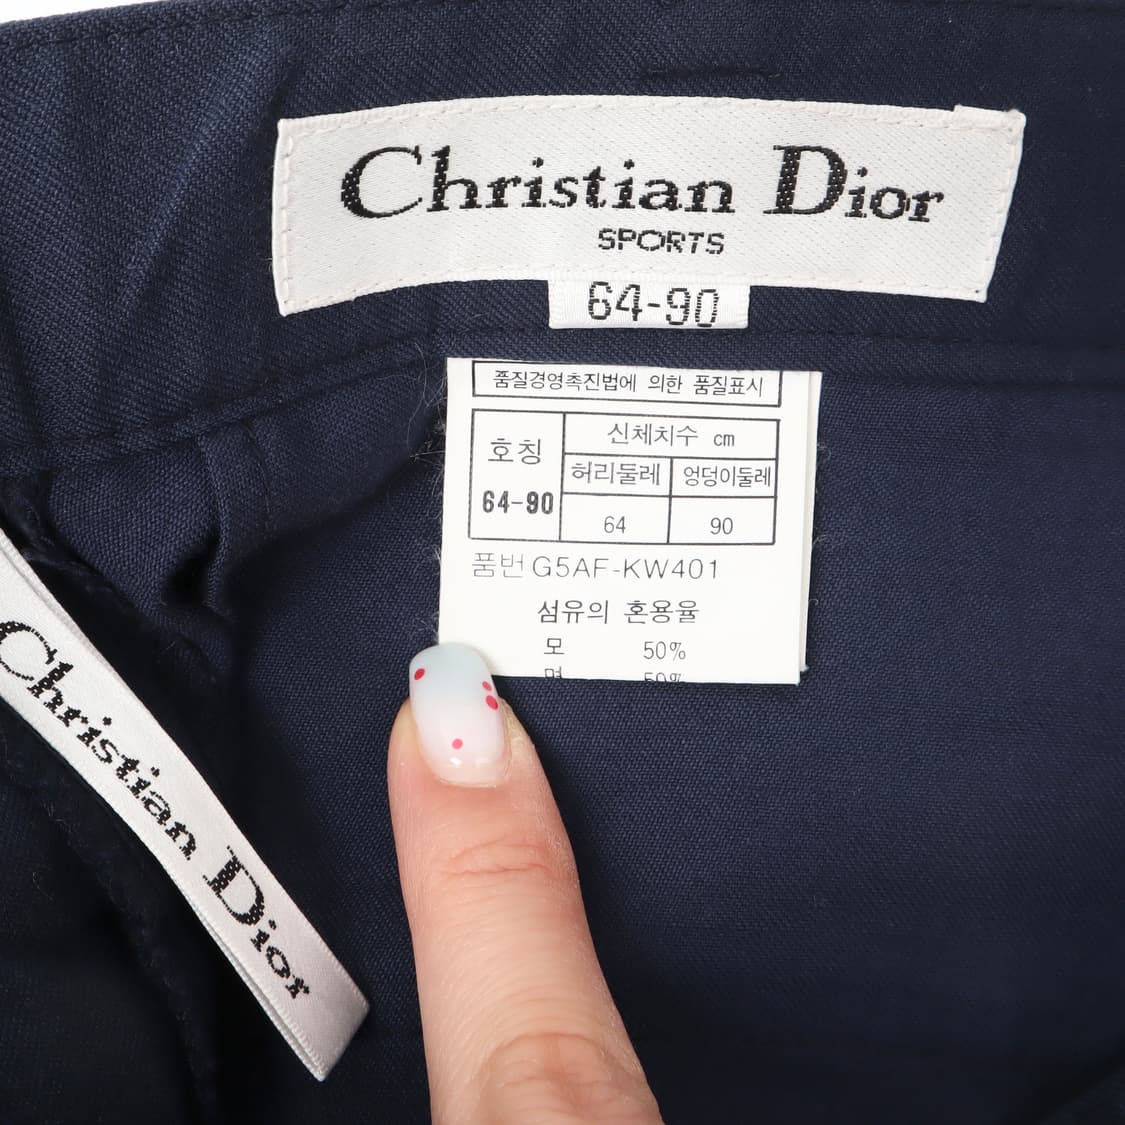 Christian Dior
SPORTS
64-90
품질경영촉진법에 의한 품질표시
호칭
신체치수 cm
허리둘레 엉덩이둘레
64-90
64 90
품번 G5AF-KW401
섬유의 혼용율
모 50%
면 50%
Christian Dior